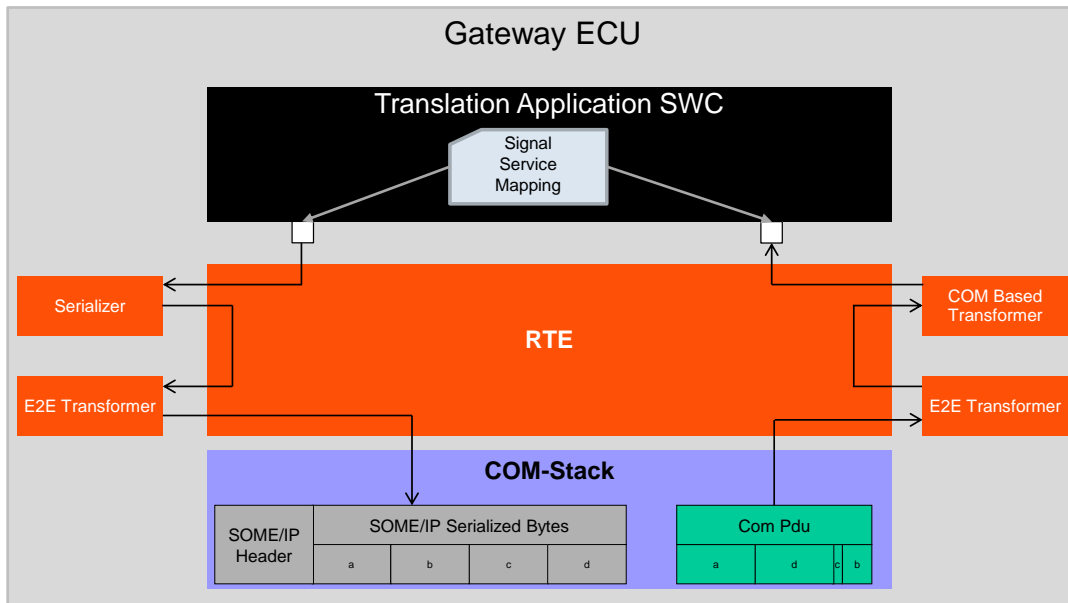 Gateway ECU
Translation Application SWC
Signal
Service
Mapping
Serializer
COM Based
Transformer
RTE
E2E Transformer
E2E Transformer
COM-Stack
SOME/IP
Header
SOME/IP Serialized Bytes
a
b
c
d
Com Pdu
a
d
c
b